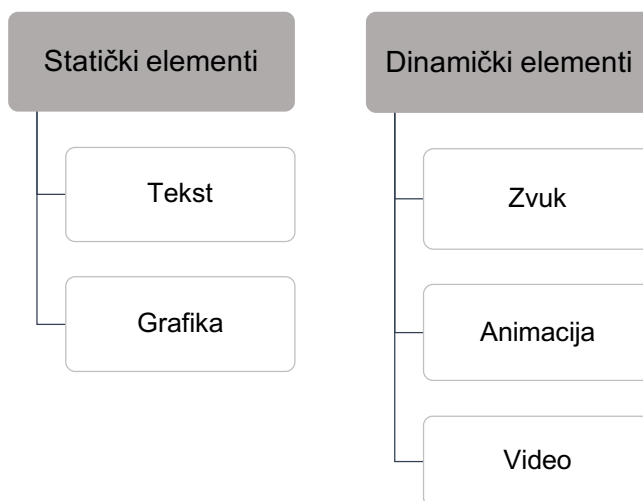 Statički elementi
Tekst
Grafika
Dinamički elementi
Zvuk
Animacija
Video